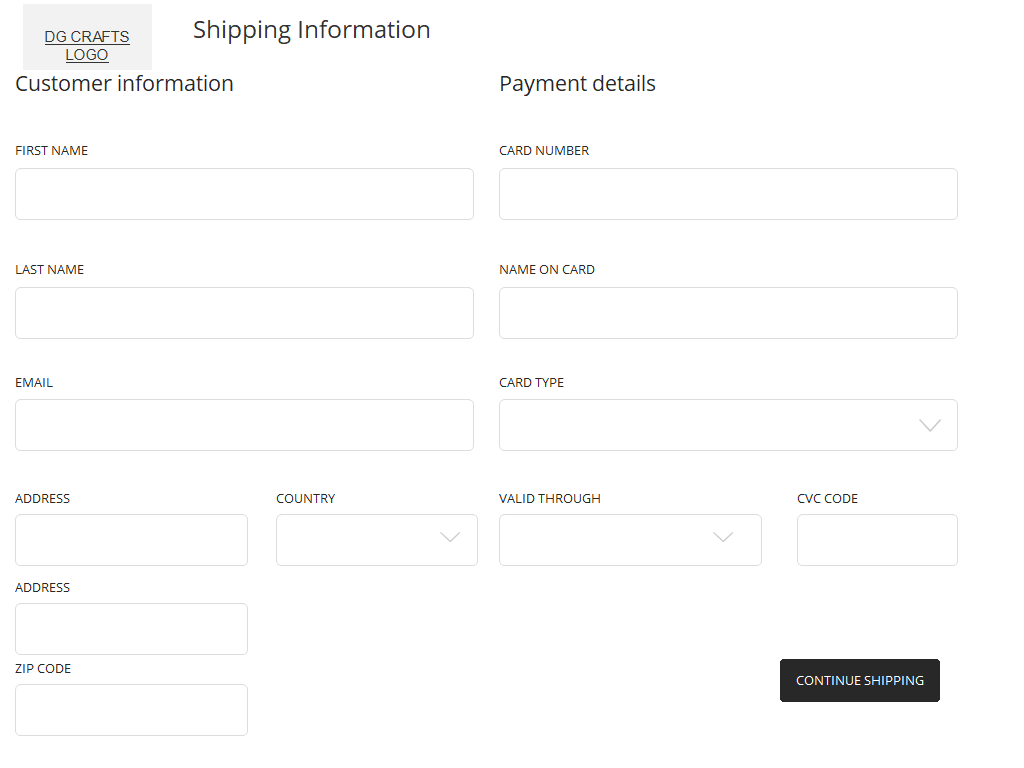 DG CRAFTS
LOGO
Shipping Information
Customer information
FIRST NAME
LAST NAME
EMAIL
ADDRESS
COUNTRY
ADDRESS
ZIP CODE
Payment details
CARD NUMBER
NAME ON CARD
CARD TYPE
VALID THROUGH
CVC CODE
CONTINUE SHIPPING